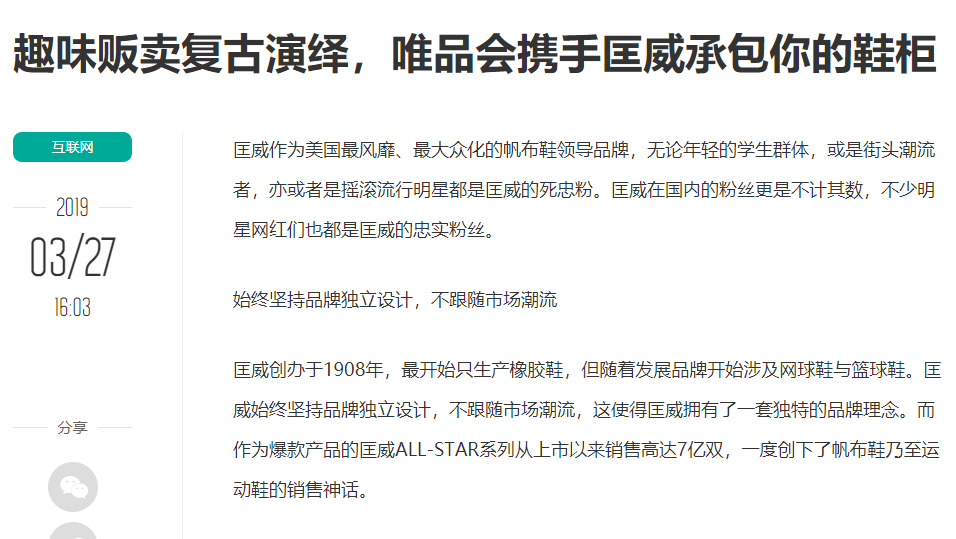 趣味贩卖复古演绎，唯品会携手匡威承包你的鞋柜
互联网
2019
03/27
16:03
分享
匡威作为美国最风靡、最大众化的帆布鞋领导品牌，无论年轻的学生群体，或是街头潮流
者，亦或者是摇滚流行明星都是匡威的死忠粉。匡威在国内的粉丝更是不计其数，不少明
星网红们也都是匡威的忠实粉丝。
始终坚持品牌独立设计，不跟随市场潮流
匡威创办于1908年，最开始只生产橡胶鞋，但随着发展品牌开始涉及网球鞋与篮球鞋。匡
威始终坚持品牌独立设计，不跟随市场潮流，这使得匡威拥有了一套独特的品牌理念。而
作为爆款产品的匡威ALL-STAR系列从上市以来销售高达7亿双，一度创下了帆布鞋乃至运
动鞋的销售神话。